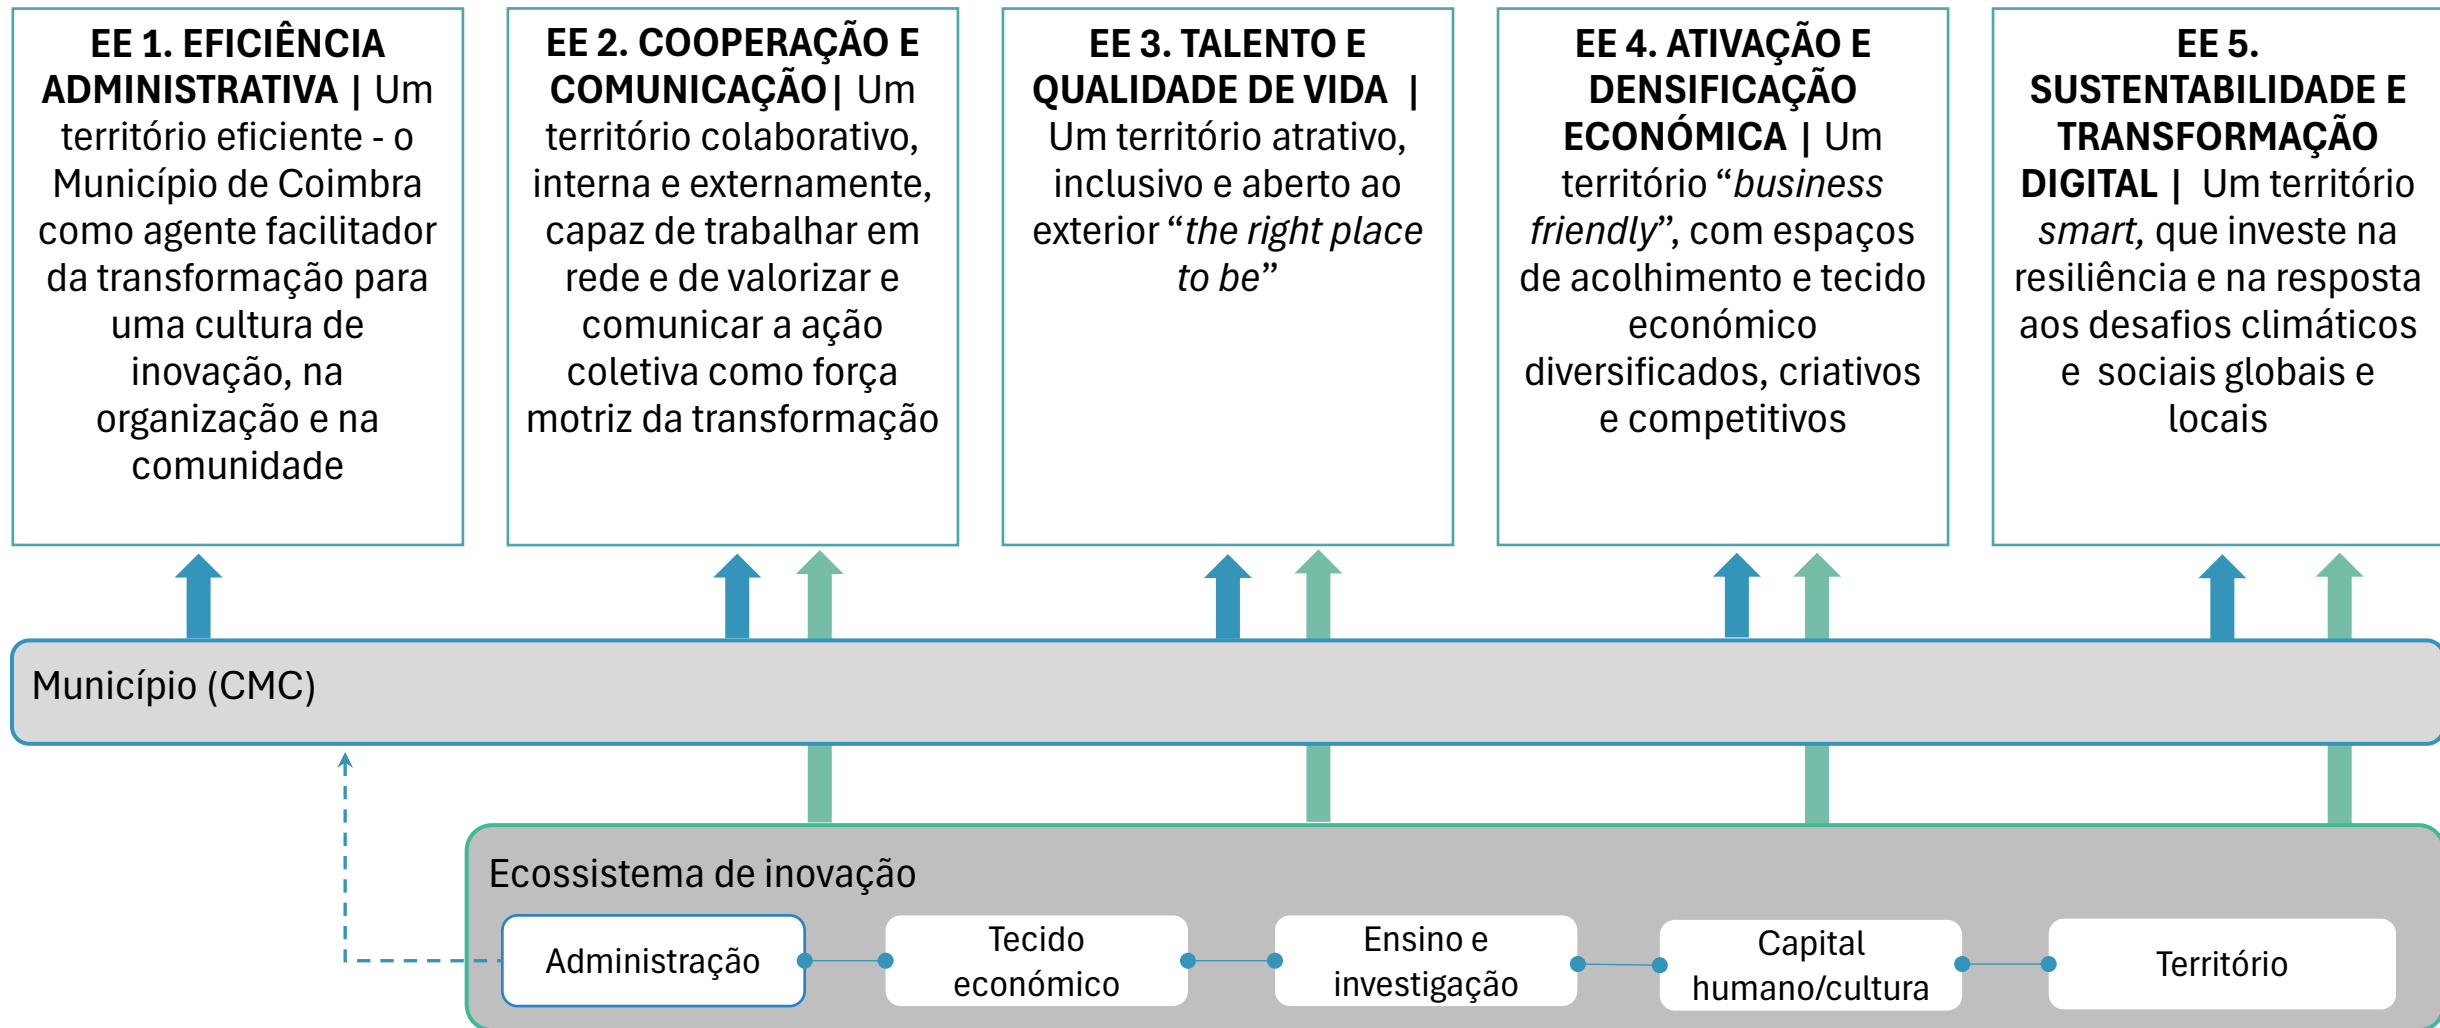 EE 1. EFICIÊNCIA
ADMINISTRATIVA | Um
território eficiente - o
Município de Coimbra
como agente facilitador
da transformação para
uma cultura de
inovação, na
organização e na
comunidade
EE 2. COOPERAÇÃO E
COMUNICAÇÃO| Um
território colaborativo,
interna e externamente,
capaz de trabalhar em
rede e de valorizar e
comunicar a ação
coletiva como força
motriz da transformação
EE 3. TALENTO E
QUALIDADE DE VIDA |
Um território atrativo,
inclusivo e aberto ao
exterior “the right place
to be”
EE 4. ATIVAÇÃO E
DENSIFICAÇÃO
ECONÓMICA | Um
território “business
friendly”, com espaços
de acolhimento e tecido
económico
diversificados, criativos
e competitivos
EE 5.
SUSTENTABILIDADE E
TRANSFORMAÇÃO
DIGITAL | Um território
smart, que investe na
resiliência e na resposta
aos desafios climáticos
e sociais globais e
locais
Município (CMC)
Ecossistema de inovação
Administração
Tecido
económico
Ensino e
investigação
Capital
humano/cultura
Território